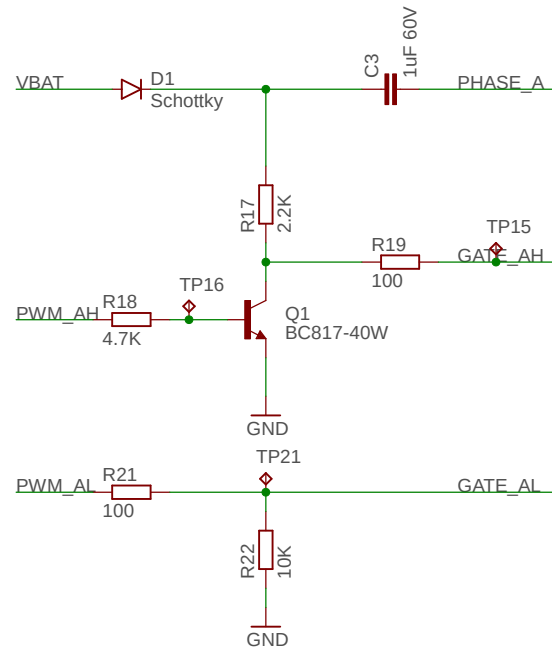 C3
1uF 60V
VBAT
D1
Schottky
PHASE_A
R17
2.2K
TP15
R19
100
GATE_AH
TP16
PWM_AH
R18
4.7K
Q1
BC817-40W
GND
TP21
PWM_AL
R21
100
GATE_AL
R22
10K
GND